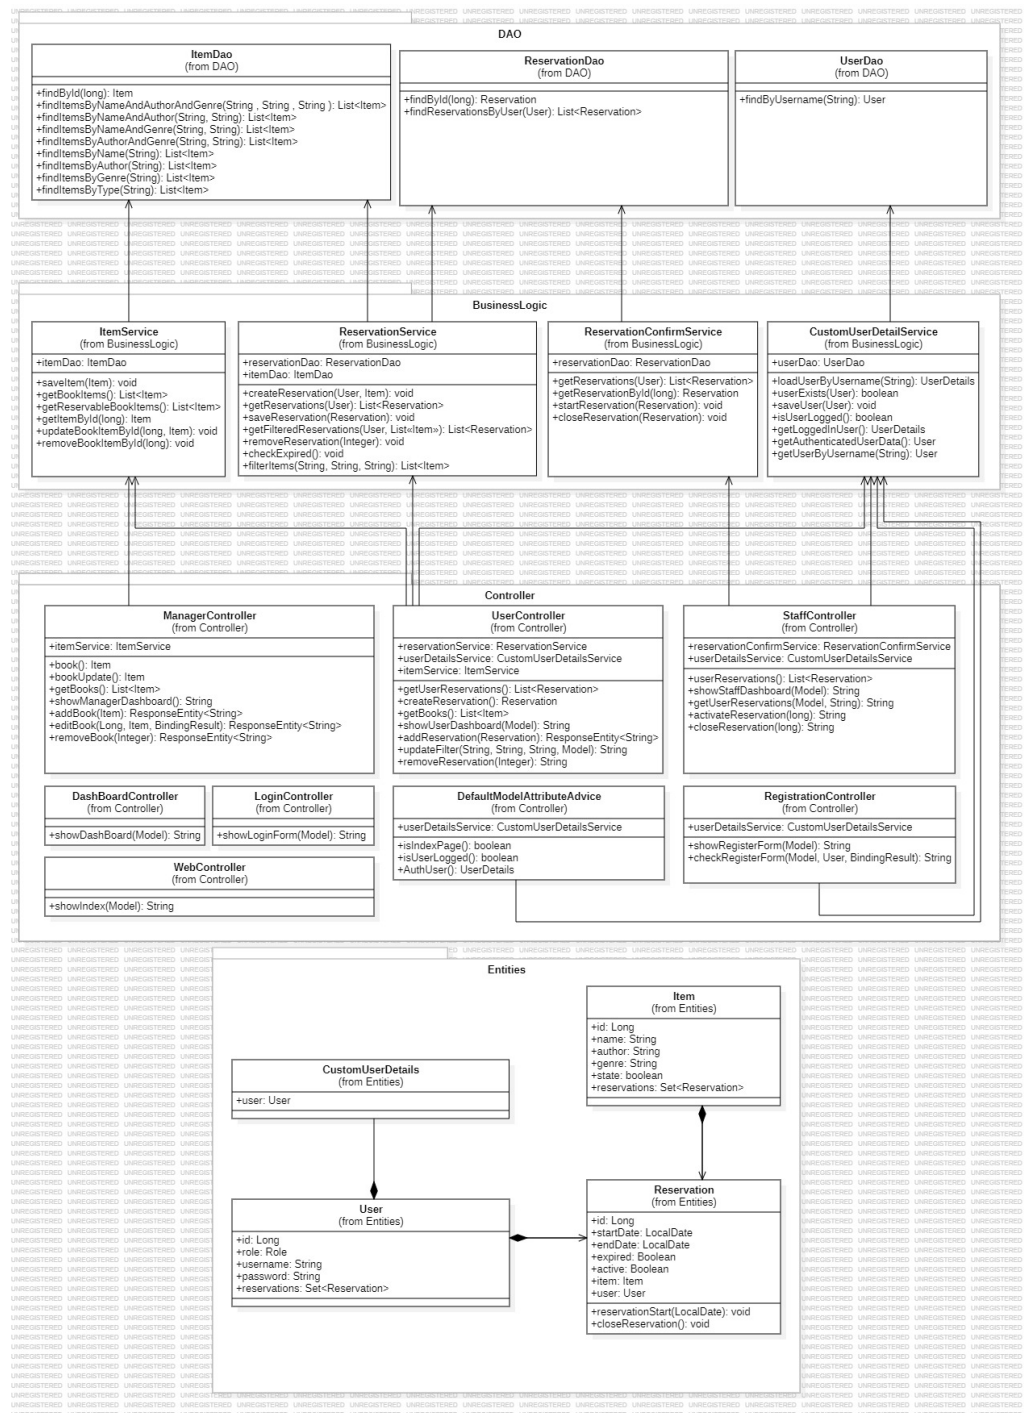 DAO
ItemDao
(from DAO)
+findById(long): Item
+findItemsByNameAndAuthorAndGenre(String , String , String ): List<Item>
+findItemsByNameAndAuthor(String, String): List<Item>
+findItemsByNameAndGenre(String, String): List<Item>
+findItemsByAuthorAndGenre(String, String): List<Item>
+findItemsByName(String): List<Item>
+findItemsByAuthor(String): List<Item>
+findItemsByGenre(String): List<Item>
+findItemsByType(String): List<Item>
ReservationDao
(from DAO)
+findById(long): Reservation
+findReservationsByUser(User): List<Reservation>
UserDao
(from DAO)
+findByUsername(String): User
BusinessLogic
ItemService
(from BusinessLogic)
+itemDao: ItemDao
+saveItem(Item): void
+getBookItems(): List<Item>
+getReservableBookItems(): List<Item>
+getItemById(long): Item
+updateBookItemById(long, Item): void
+removeBookItemById(long): void
ReservationService
(from BusinessLogic)
+reservationDao: ReservationDao
+itemDao: ItemDao
+createReservation(User, Item): void
+getReservations(User): List<Reservation>
+saveReservation(Reservation): void
+getFilteredReservations(User, List«Item»): List<Reservation>
+removeReservation(Integer): void
+checkExpired(): void
+filterItems(String, String, String): List<Item>
ReservationConfirmService
(from BusinessLogic)
+reservationDao: ReservationDao
+getReservations(User): List<Reservation>
+getReservationById(long): Reservation
+startReservation(Reservation): void
+closeReservation(Reservation): void
CustomUserDetailService
(from BusinessLogic)
+userDao: UserDao
+loadUserByUsername(String): UserDetails
+userExists(User): boolean
+saveUser(User): void
+isUserLogged(): boolean
+getLoggedInUser(): UserDetails
+getAuthenticatedUserData(): User
+getUserByUsername(String): User
Controller
ManagerController
(from Controller)
+itemService: ItemService
+book(): Item
+bookUpdate(): Item
+getBooks(): List<Item>
+showManagerDashboard(): String
+addBook(Item): ResponseEntity<String>
+editBook(Long, Item, BindingResult): ResponseEntity<String>
+removeBook(Integer): ResponseEntity<String>
UserController
(from Controller)
+reservationService: ReservationService
+userDetailsService: CustomUserDetailsService
+itemService: ItemService
+getUserReservations(): List<Reservation>
+createReservation(): Reservation
+getBooks(): List<Item>
+showUserDashboard(Model): String
+addReservation(Reservation): ResponseEntity<String>
+updateFilter(String, String, String, Model): String
+removeReservation(Integer): String
StaffController
(from Controller)
+reservationConfirmService: ReservationConfirmService
+userDetailsService: CustomUserDetailsService
+userReservations(): List<Reservation>
+showStaffDashboard(Model): String
+getUserReservations(Model, String): String
+activateReservation(long): String
+closeReservation(long): String
DashBoardController
(from Controller)
+showDashBoard(Model): String
LoginController
(from Controller)
+showLoginForm(Model): String
DefaultModelAttributeAdvice
(from Controller)
+userDetailsService: CustomUserDetailsService
+isIndexPage(): boolean
+isUserLogged(): boolean
+AuthUser(): UserDetails
RegistrationController
(from Controller)
+userDetailsService: CustomUserDetailsService
+showRegisterForm(Model): String
+checkRegisterForm(Model, User, BindingResult): String
WebController
(from Controller)
+showIndex(Model): String
Entities
Item
(from Entities)
+id: Long
+name: String
+author: String
+genre: String
+state: boolean
+reservations: Set<Reservation>
CustomUserDetails
(from Entities)
+user: User
User
(from Entities)
+id: Long
+role: Role
+username: String
+password: String
+reservations: Set<Reservation>
Reservation
(from Entities)
+id: Long
+startDate: LocalDate
+endDate: LocalDate
+expired: Boolean
+active: Boolean
+item: Item
+user: User
+reservationStart(LocalDate): void
+closeReservation(): void